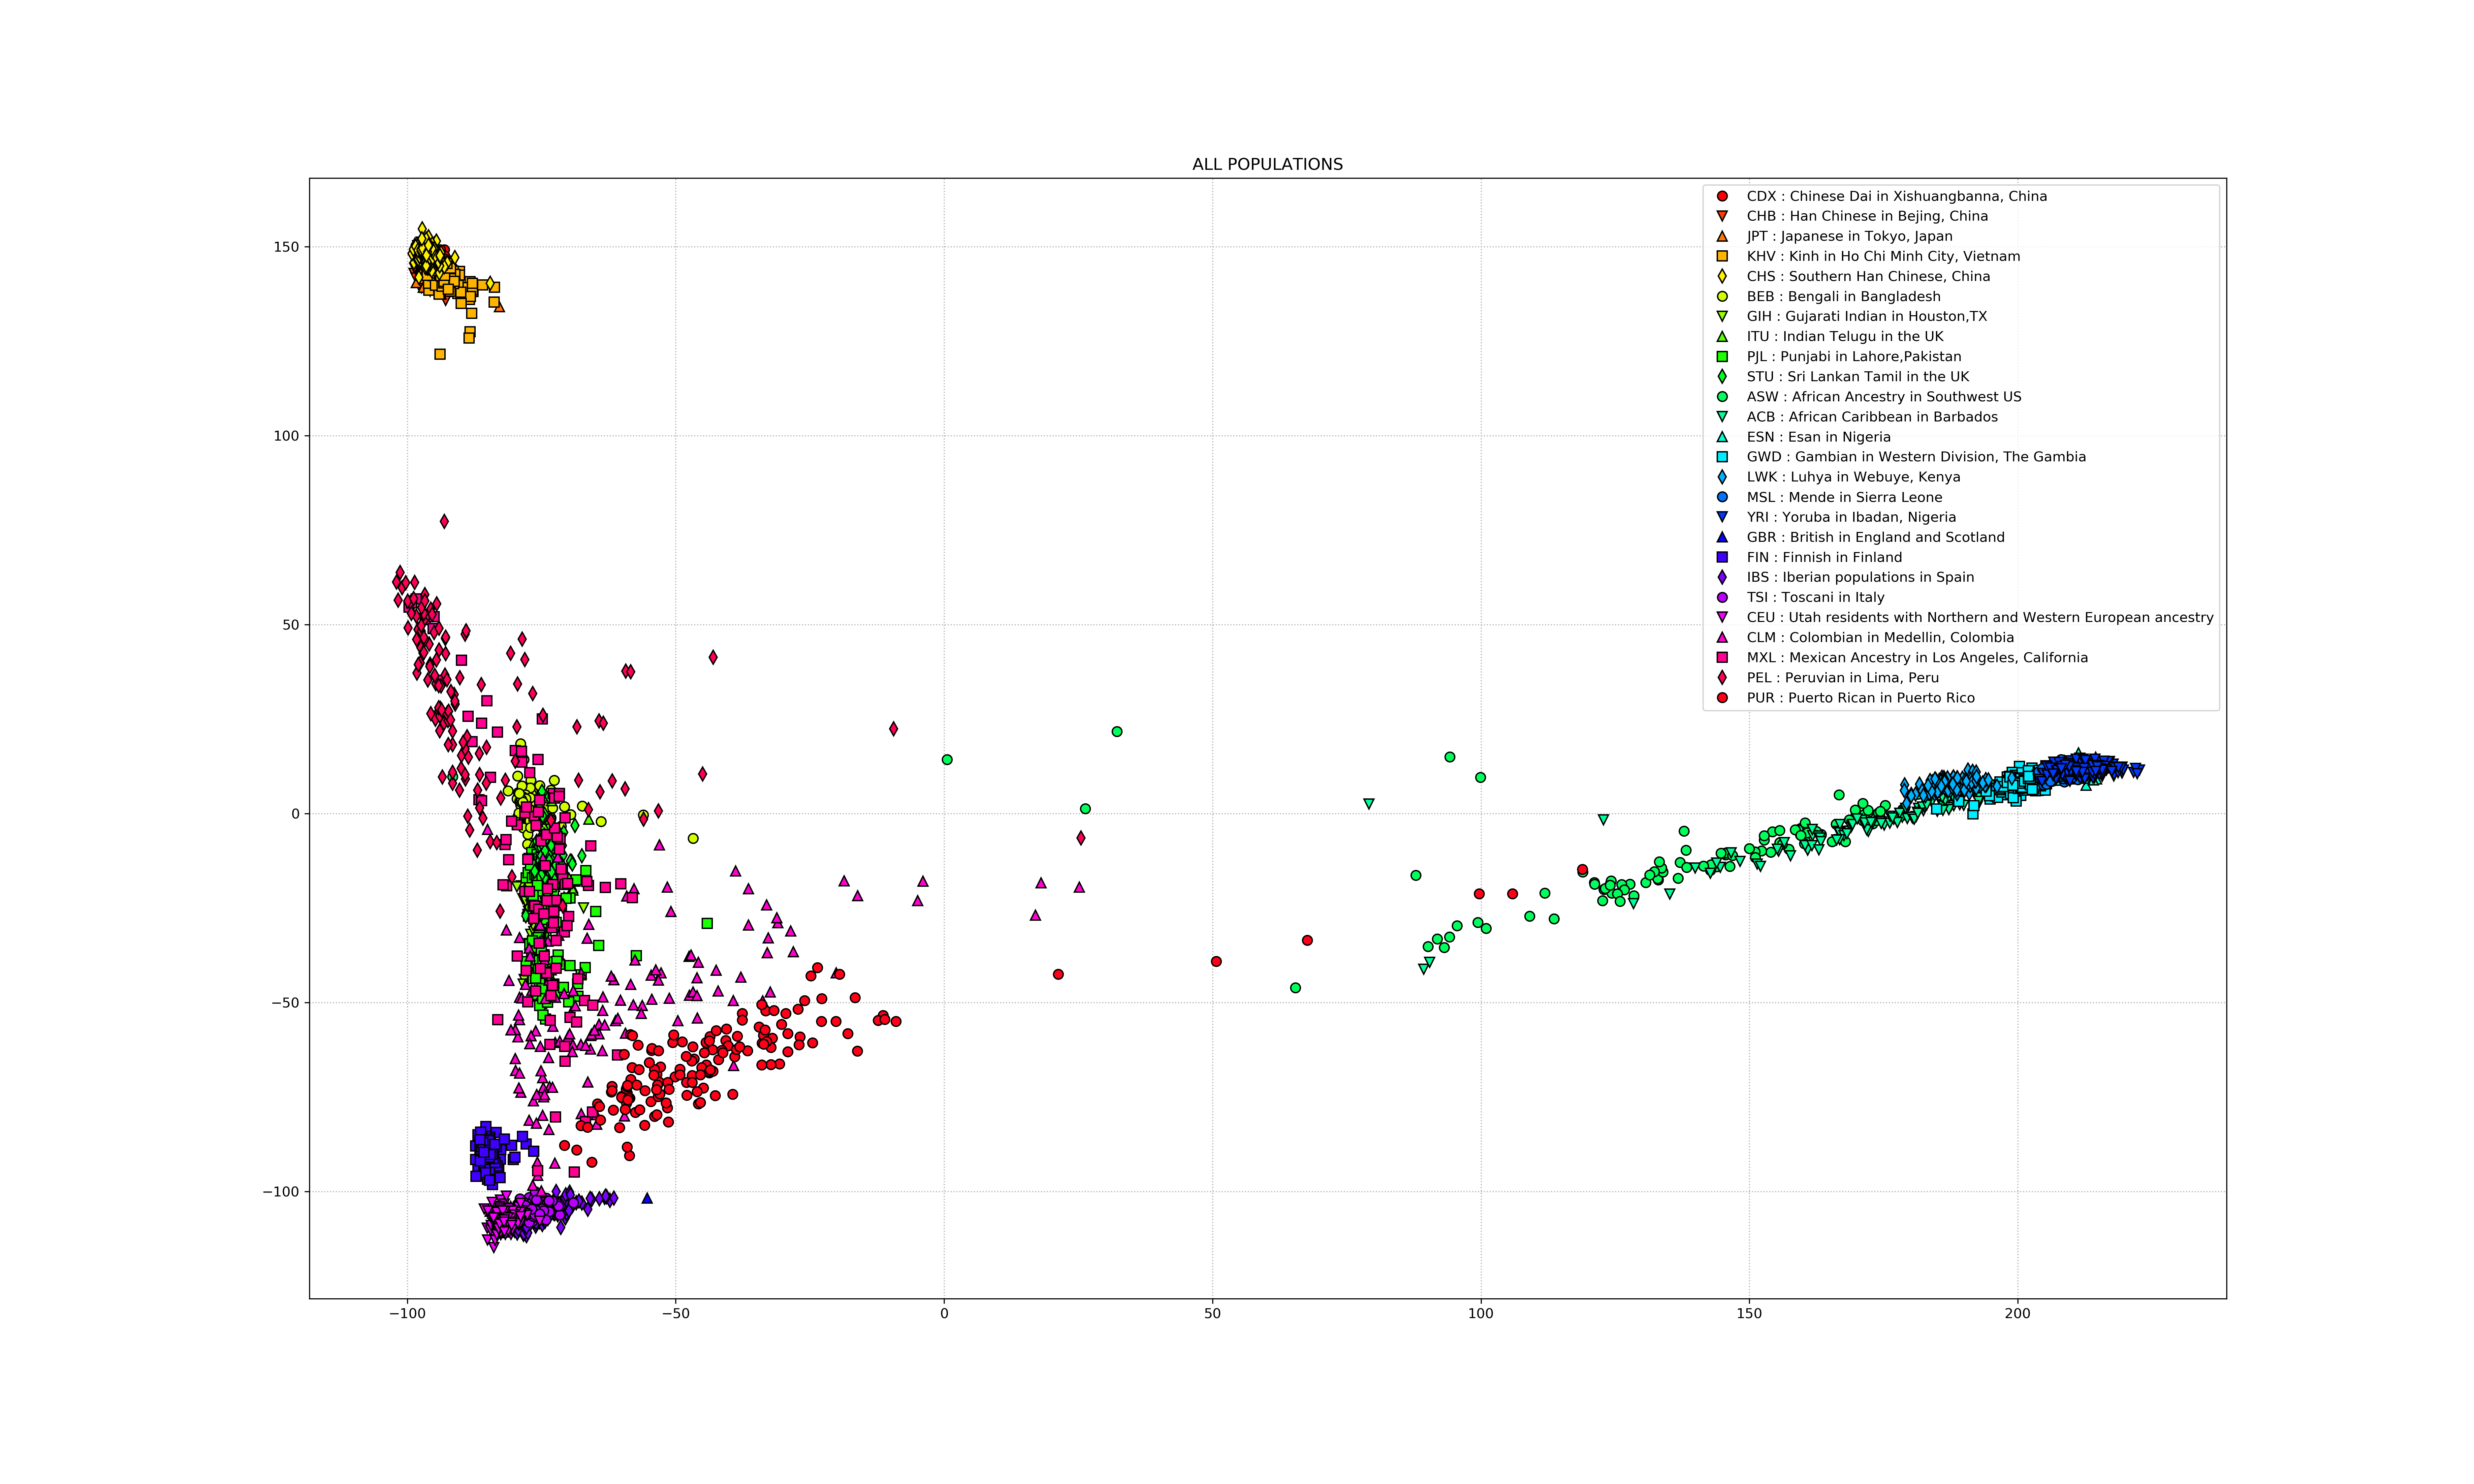 ALL POPULATIONS
CDX : Chinese Dai in Xishuangbanna, China
CHB : Han Chinese in Bejing, China
JPT : Japanese in Tokyo, Japan
KHV : Kinh in Ho Chi Minh City, Vietnam
CHS : Southern Han Chinese, China
BEB : Bengali in Bangladesh
GIH : Gujarati Indian in Houston,TX
ITU : Indian Telugu in the UK
PJL : Punjabi in Lahore,Pakistan
STU : Sri Lankan Tamil in the UK
ASW : African Ancestry in Southwest US
ACB : African Caribbean in Barbados
ESN : Esan in Nigeria
GWD : Gambian in Western Division, The Gambia
LWK : Luhya in Webuye, Kenya
MSL : Mende in Sierra Leone
YRI : Yoruba in Ibadan, Nigeria
GBR : British in England and Scotland
FIN : Finnish in Finland
IBS : Iberian populations in Spain
TSI : Toscani in Italy
CEU : Utah residents with Northern and Western European ancestry
CLM : Colombian in Medellin, Colombia
MXL : Mexican Ancestry in Los Angeles, California
PEL : Peruvian in Lima, Peru
PUR : Puerto Rican in Puerto Rico
150
100
50
0
−50
−100
−100 −50 0 50 100 150 200